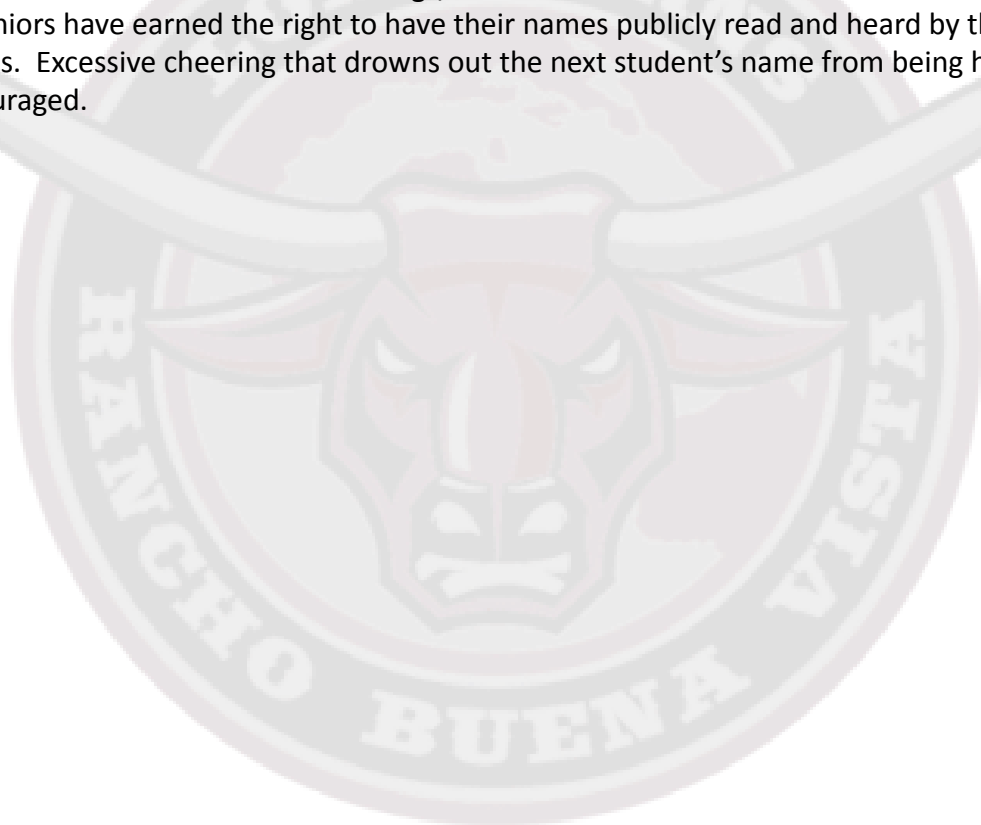 niors have earned the right to have their names publicly read and heard by th
s. Excessive cheering that drowns out the next student’s name from being h
uraged.
RANCHO BUENA VISTA